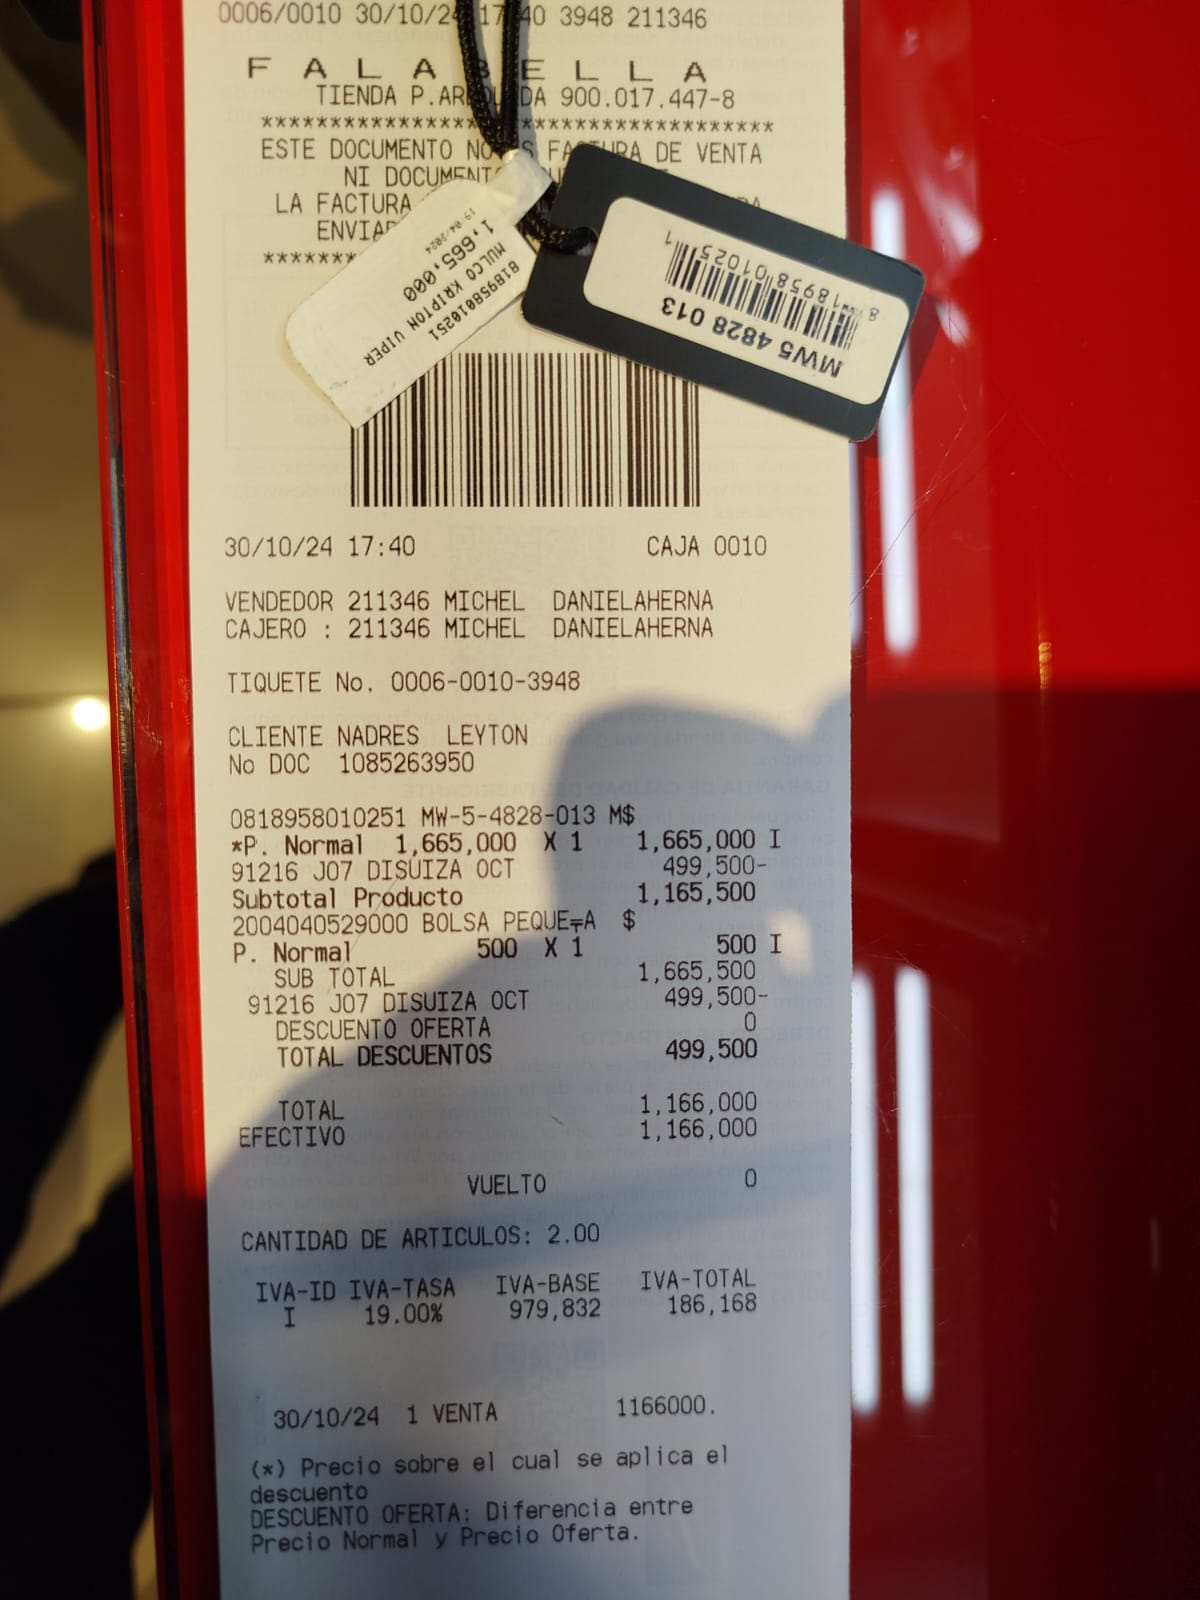 0006/0010 30/10/24 17:40 3948 211346
F A L A B E L L A
TIENDA P. DA 900.017.447-8
**************************************
ESTE DOCUMENTO NO ES FACTURA DE VENTA
NI
LA FACTURA
*******
19-04-2024
1,665,000
MULCO KRIPTON VIPER
818958010251
MW5 4828 013
8 18958 01025 1
30/10/24 17:40 CAJA 0010
VENDEDOR 211346 MICHEL DANIELAHERNA
CAJERO : 211346 MICHEL DANIELAHERNA
TIQUETE No. 0006-0010-3948
CLIENTE NADRES LEYTON
No DOC 1085263950
0818958010251 MW-5-4828-013 M$
*P. Normal 1,665,000 X 1 1,665,000 I
91216 J07 DISUIZA OCT 499,500-
Subtotal Producto 1,165,500
2004040529000 BOLSA PEQUE╤A $
P. Normal 500 X 1 500 I
SUB TOTAL 1,665,500
91216 J07 DISUIZA OCT 499,500-
DESCUENTO OFERTA 0
TOTAL DESCUENTOS 499,500
TOTAL 1,166,000
EFECTIVO 1,166,000
VUELTO 0
CANTIDAD DE ARTICULOS: 2.00
IVA-ID IVA-TASA IVA-BASE IVA-TOTAL
I 19.00% 979,832 186,168
30/10/24 1 VENTA 1166000.
(*) Precio sobre el cual se aplica el
descuento
DESCUENTO OFERTA: Diferencia entre
Precio Normal y Precio Oferta.